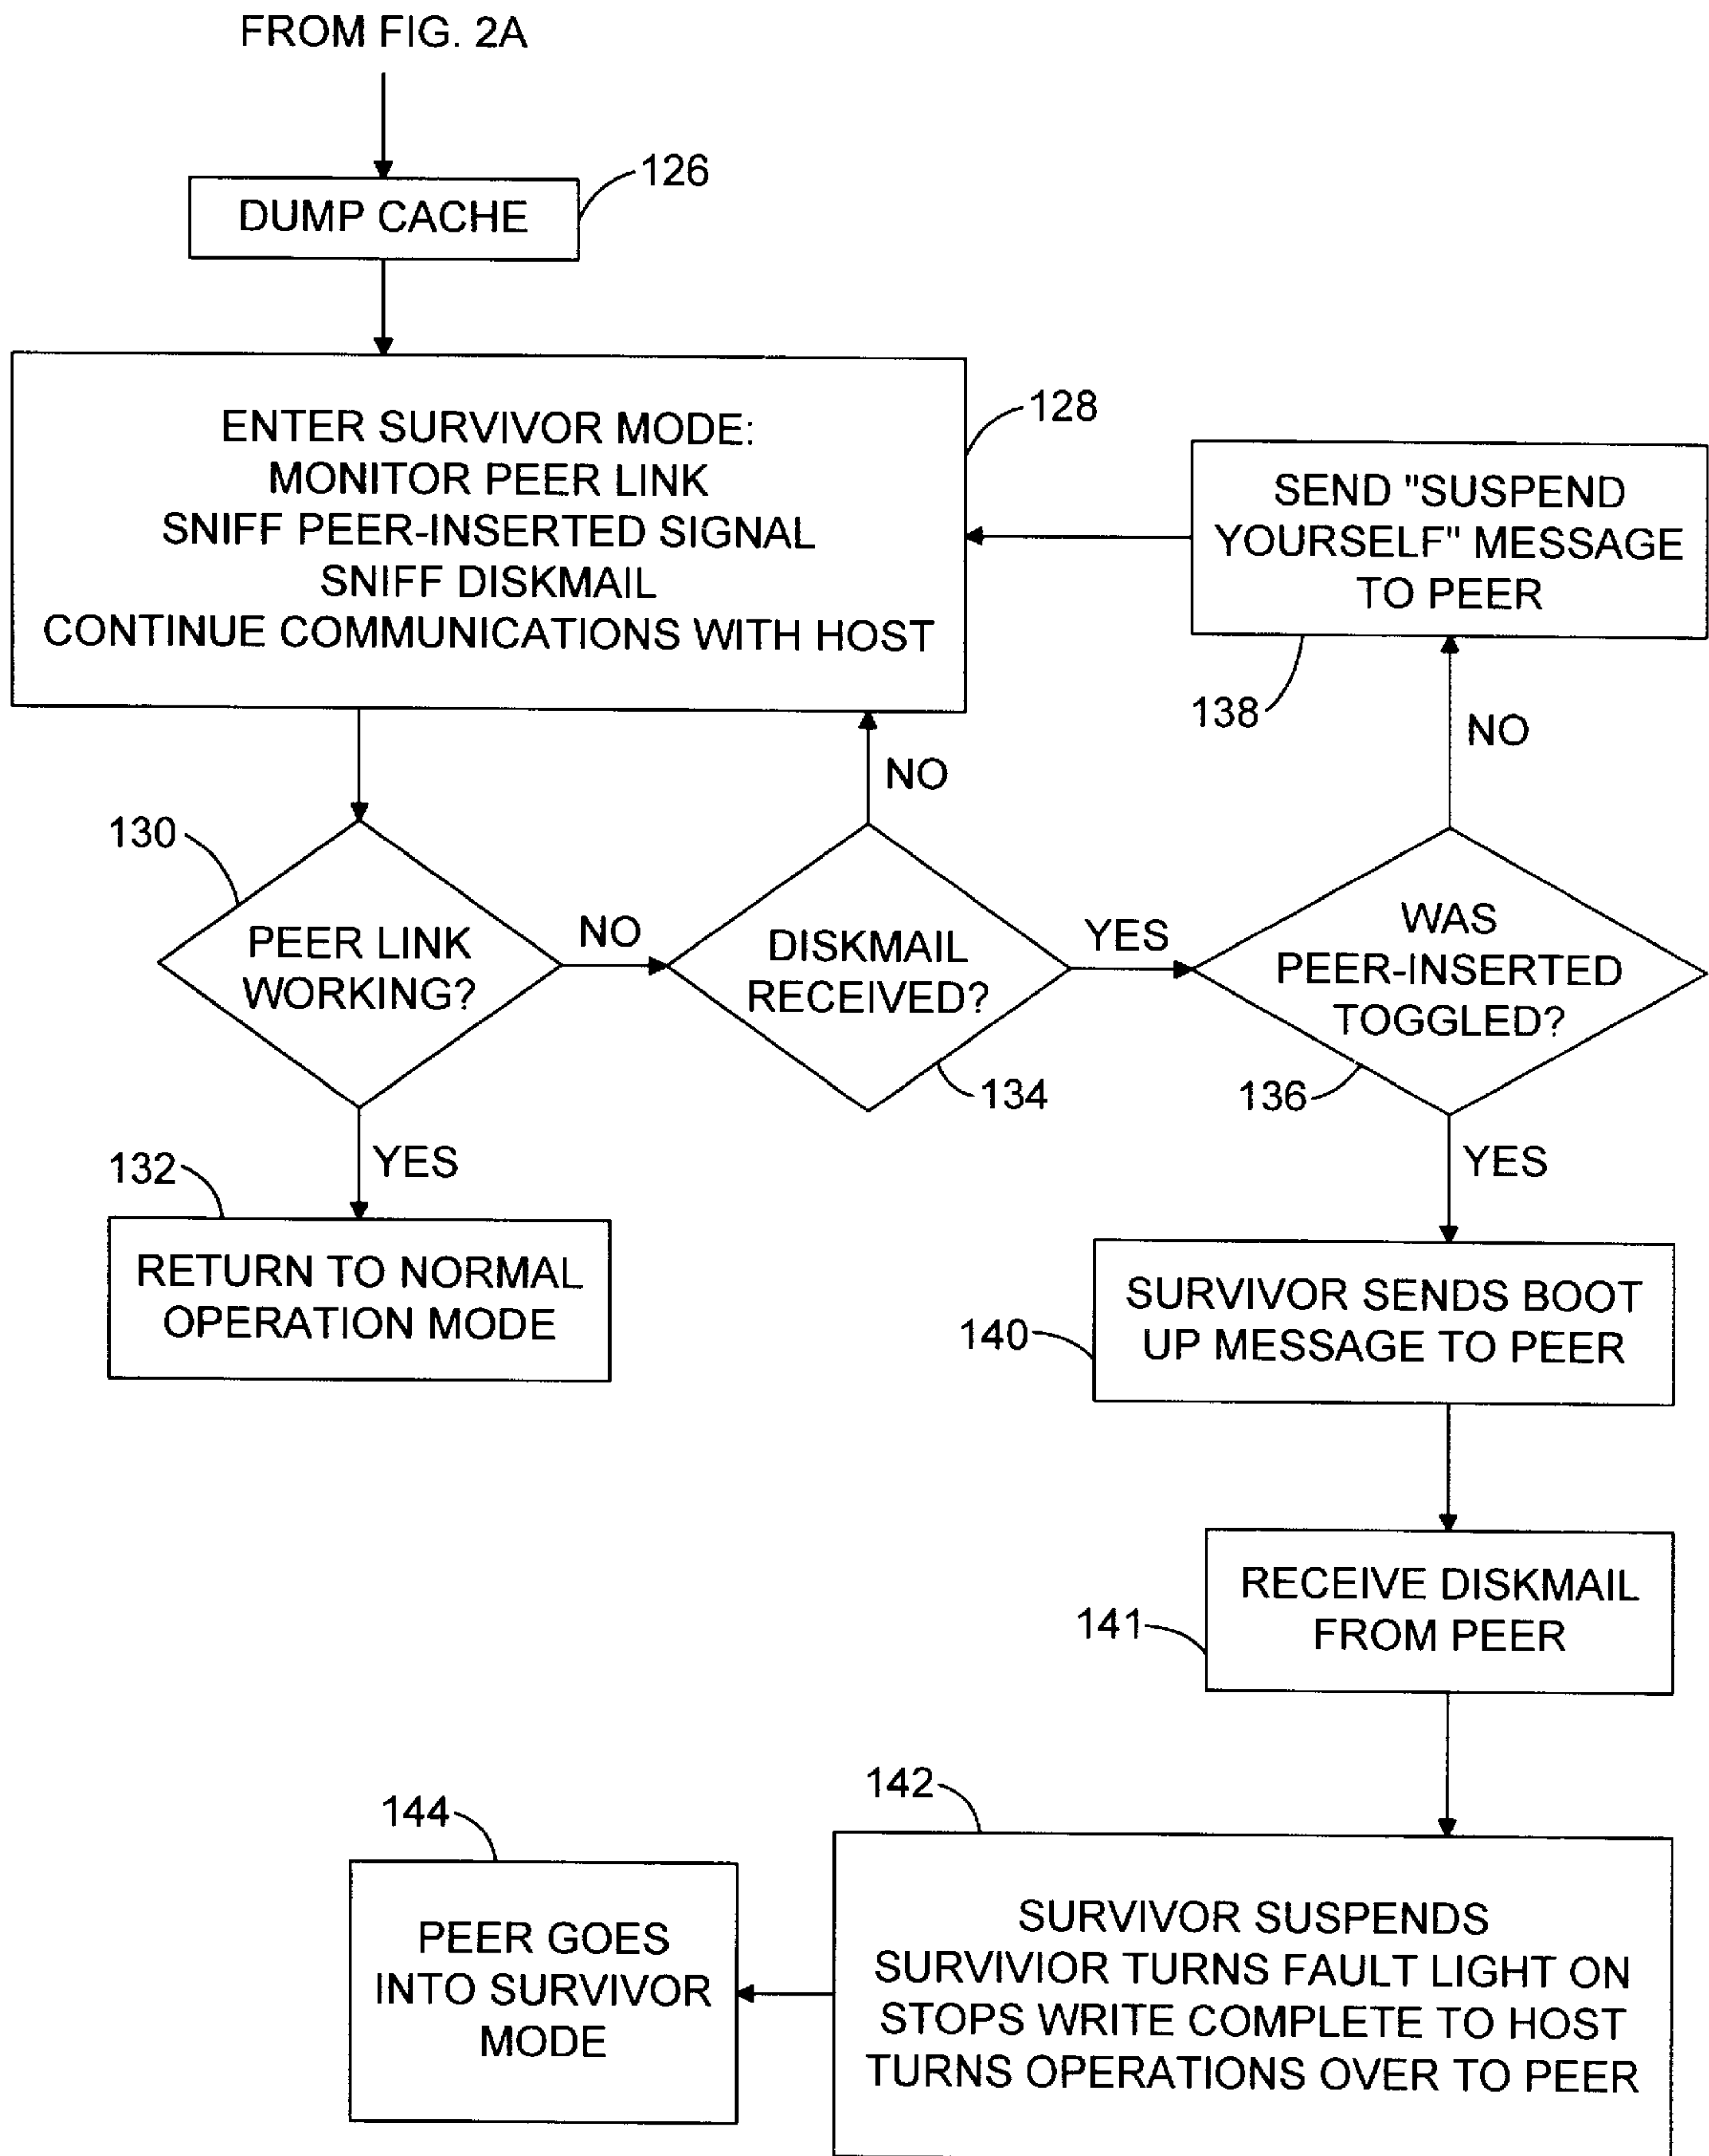 FROM FIG. 2A
126
DUMP CACHE
128
ENTER SURVIVOR MODE:
MONITOR PEER LINK
SNIFF PEER-INSERTED SIGNAL
SNIFF DISKMAIL
CONTINUE COMMUNICATIONS WITH HOST
SEND "SUSPEND
YOURSELF" MESSAGE
TO PEER
138
NO
NO
130
PEER LINK
WORKING?
NO
DISKMAIL
RECEIVED?
YES
WAS
PEER-INSERTED
TOGGLED?
134
136
YES
YES
132
RETURN TO NORMAL
OPERATION MODE
SURVIVOR SENDS BOOT
UP MESSAGE TO PEER
140
RECEIVE DISKMAIL
FROM PEER
141
142
144
PEER GOES
INTO SURVIVOR
MODE
SURVIVOR SUSPENDS
SURVIVIOR TURNS FAULT LIGHT ON
STOPS WRITE COMPLETE TO HOST
TURNS OPERATIONS OVER TO PEER